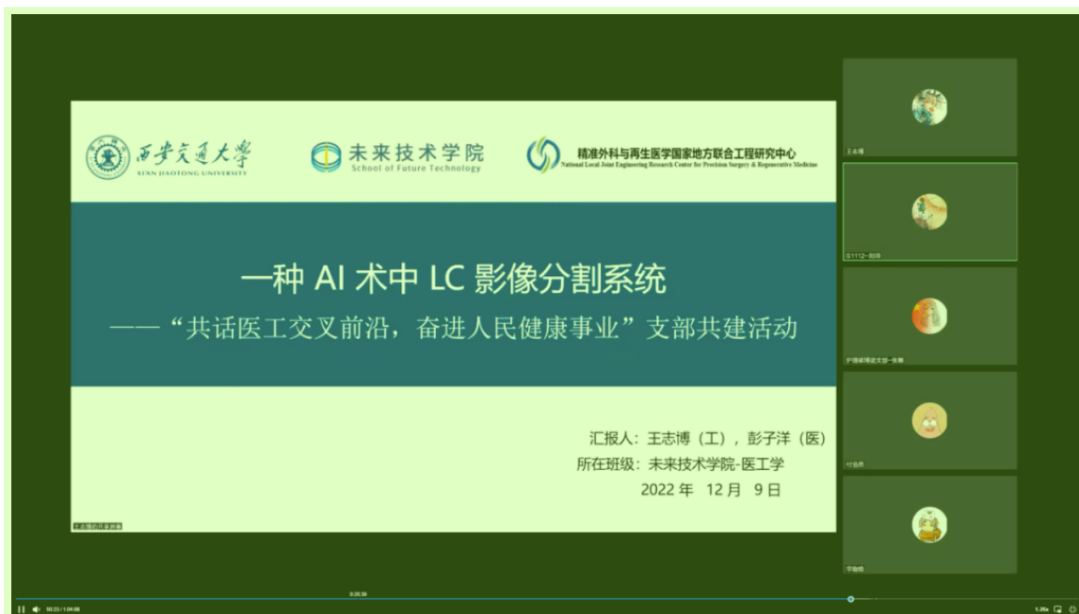 西安交通大学
XI'AN JIAOTONG UNIVERSITY
未来技术学院
School of Future Technology
精准外科与再生医学国家地方联合工程研究中心
National Local Joint Engineering Research Center for Precision Surgery & Regenerative Medicine
一种 AI 术中 LC 影像分割系统
——“共话医工交叉前沿，奋进人民健康事业”支部共建活动
汇报人：王志博（工），彭子洋（医）
所在班级：未来技术学院-医工学
2022 年 12 月 9 日
王志博
1.25x